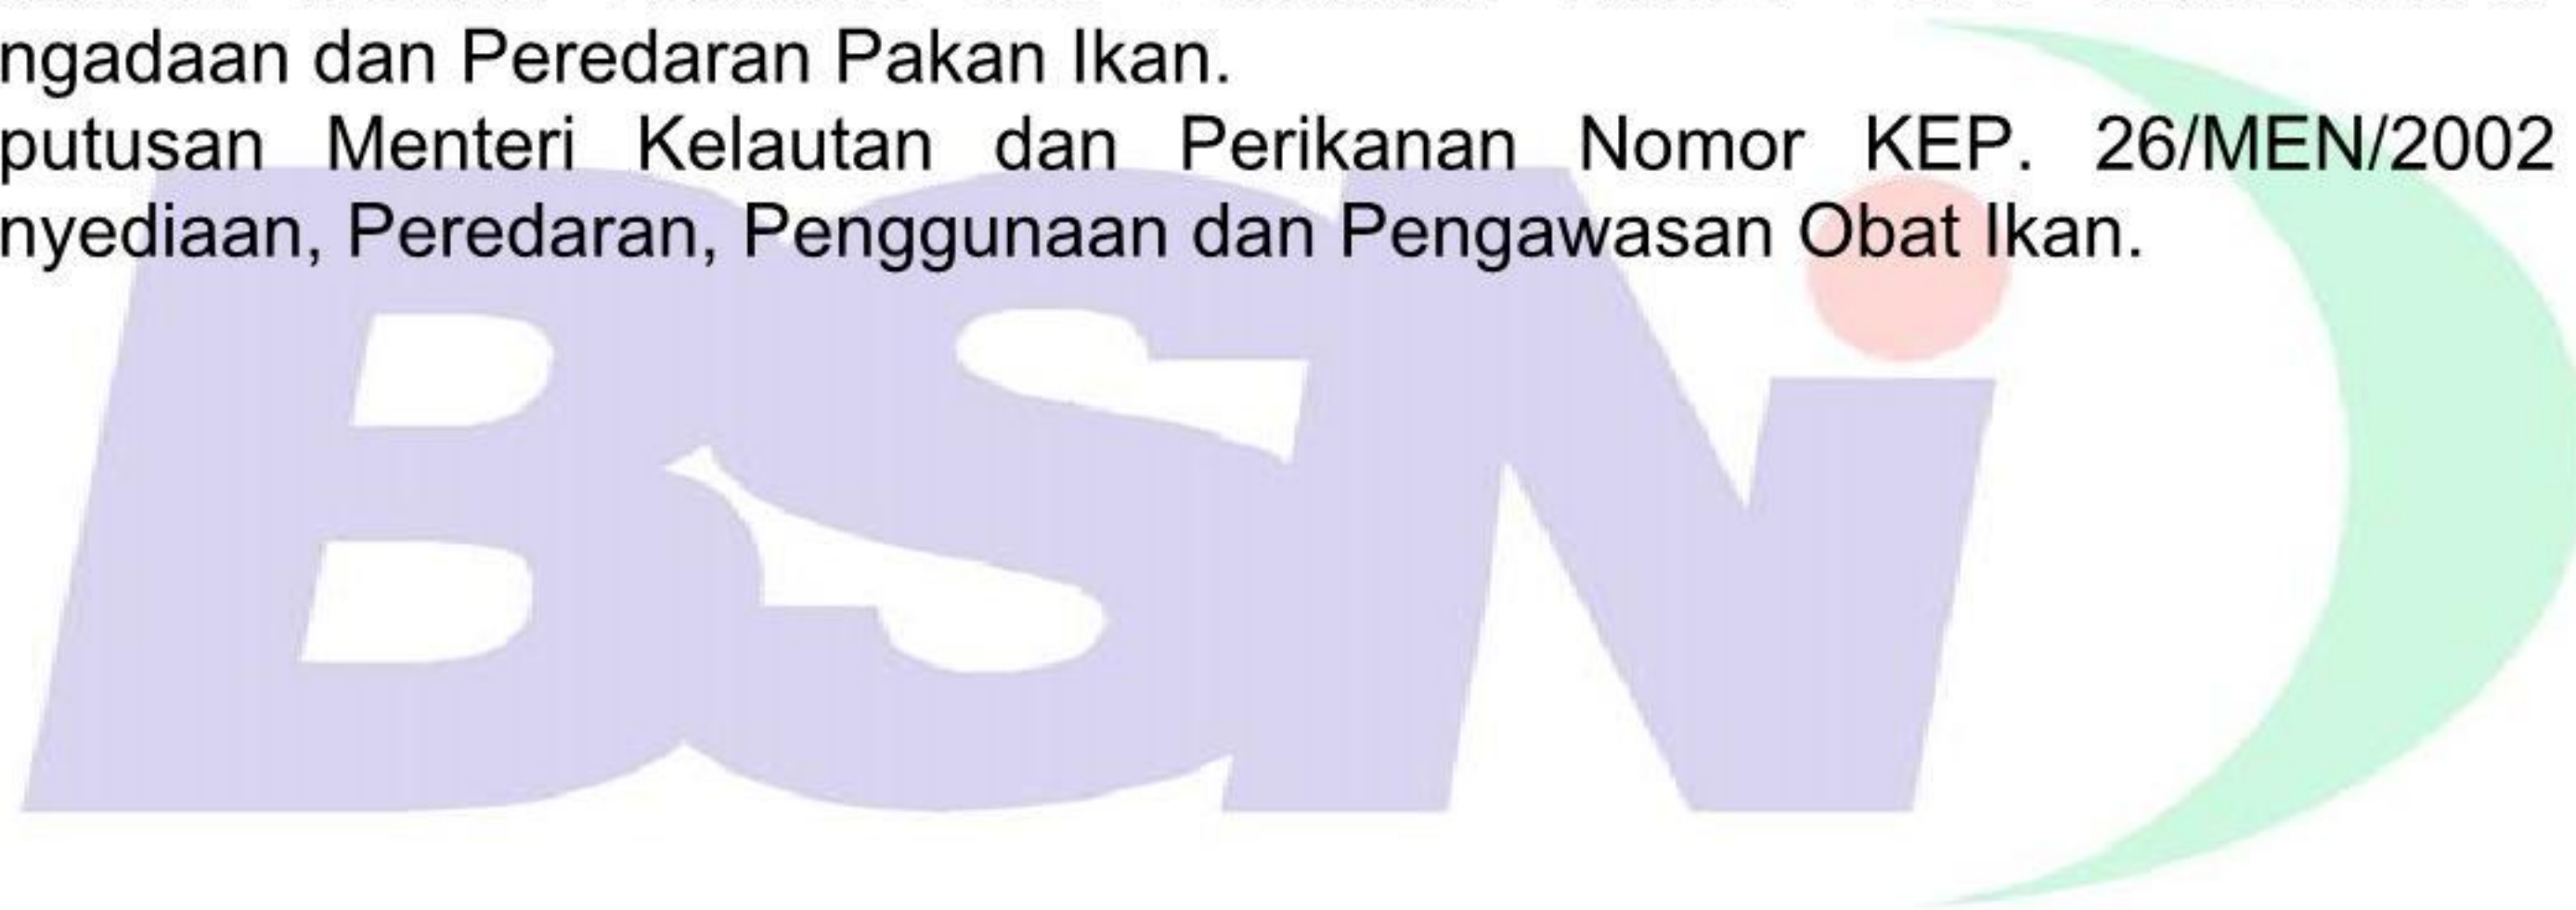 ngadaan dan Peredaran Pakan Ikan.
putusan Menteri Kelautan dan Perikanan Nomor KEP. 26/MEN/2002
nyediaan, Peredaran, Penggunaan dan Pengawasan Obat Ikan.
BSNi